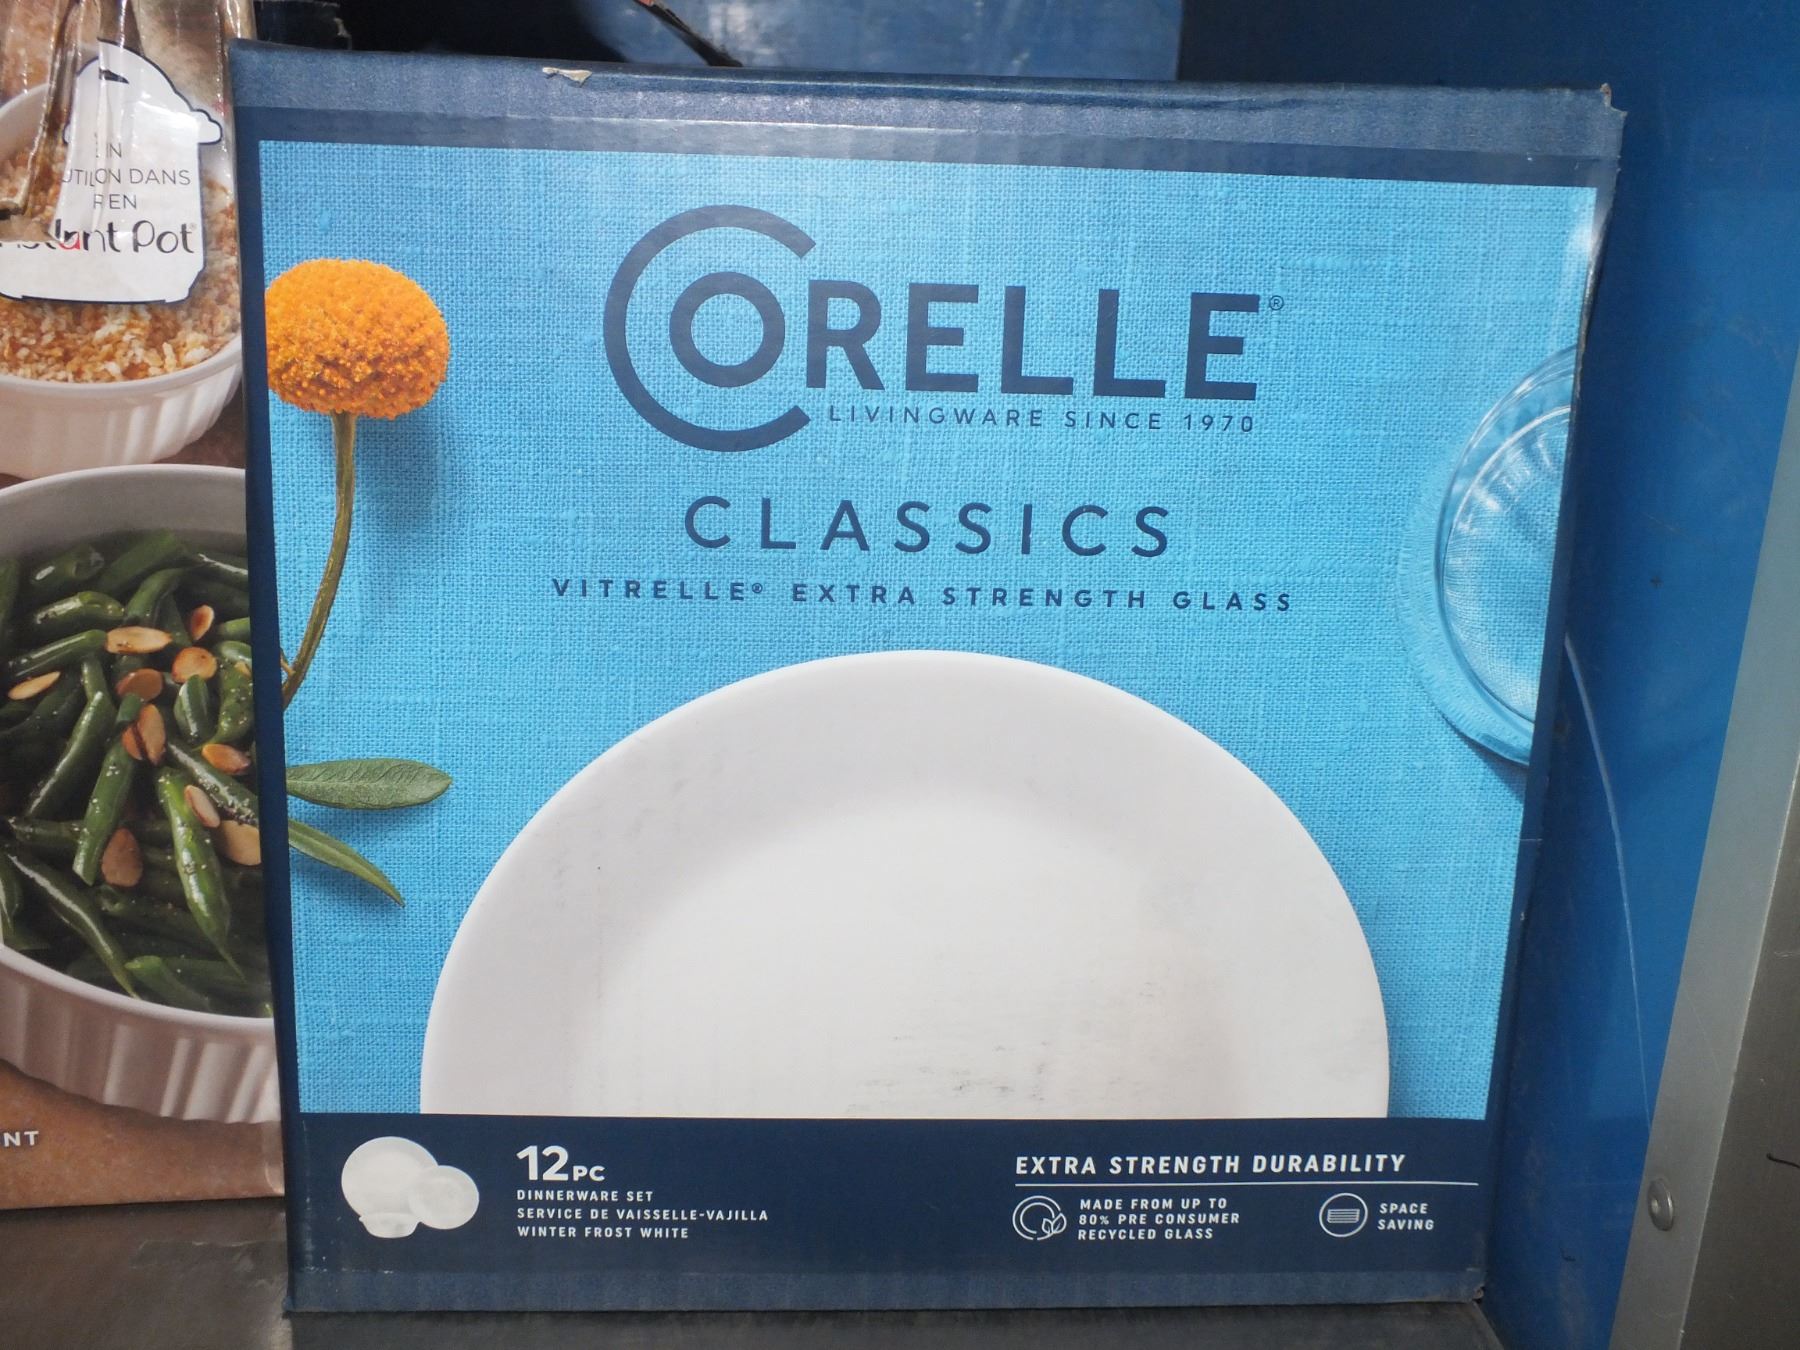 CORELLE®
LIVINGWARE SINCE 1970
CLASSICS
VITRELLE® EXTRA STRENGTH GLASS
12PC
DINNERWARE SET
SERVICE DE VAISSELLE-VAJILLA
WINTER FROST WHITE
EXTRA STRENGTH DURABILITY
MADE FROM UP TO
80% PRE CONSUMER
RECYCLED GLASS
SPACE
SAVING
DANS
EN
Pot